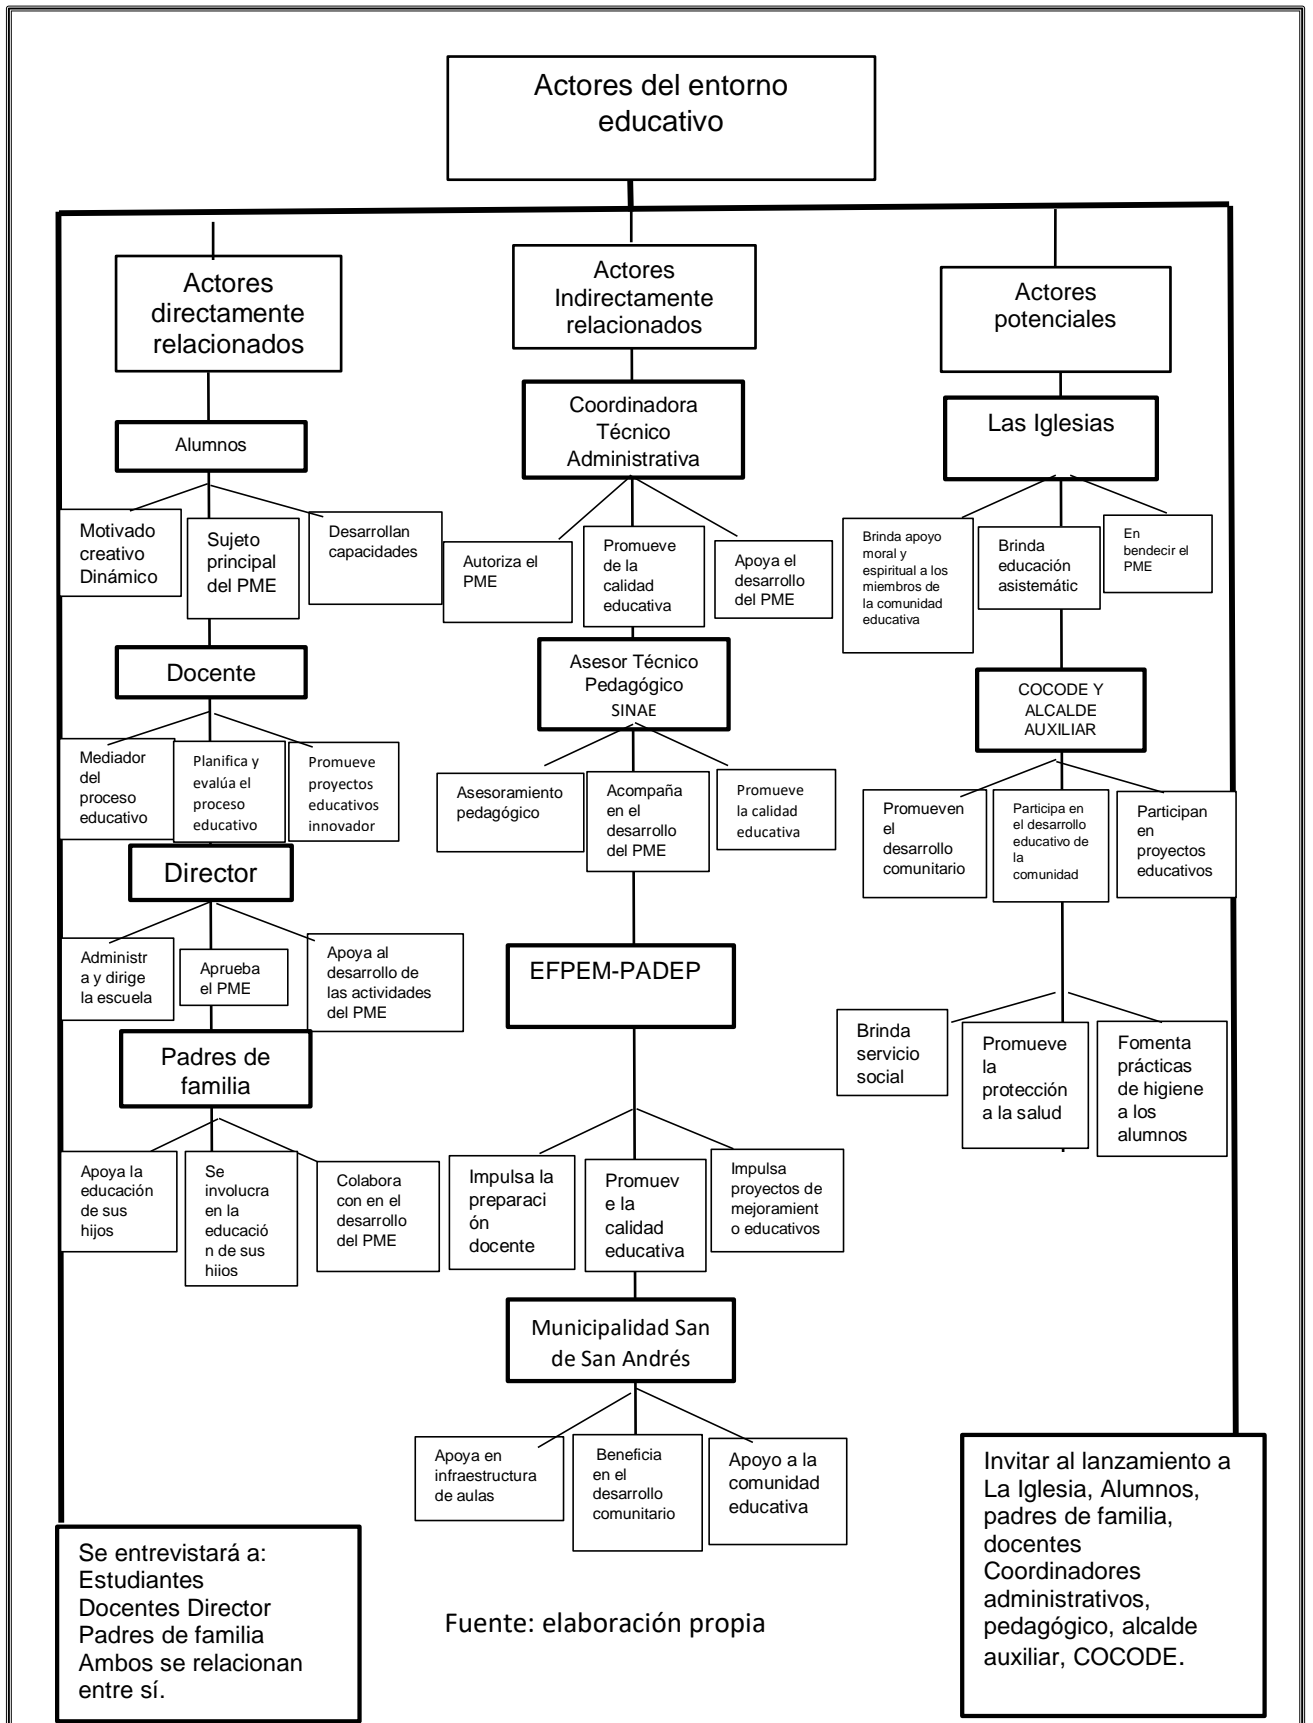 Actores del entorno
educativo
Actores
directamente
relacionados
Alumnos
Motivado
creativo
Dinámico
Sujeto
principal
del PME
Desarrollan
capacidades
Docente
Mediador
del
proceso
educativo
Planifica y
evalúa el
proceso
educativo
Promueve
proyectos
educativos
innovador
Director
Administr
a y dirige
la escuela
Aprueba
el PME
Apoya al
desarrollo de
las actividades
del PME
Padres de
familia
Apoya la
educación
de sus
hijos
Se
involucra
en la
educació
n de sus
hijos
Colabora
con en el
desarrollo
del PME
Se entrevistará a:
Estudiantes
Docentes Director
Padres de familia
Ambos se relacionan
entre sí.
Actores
Indirectamente
relacionados
Coordinadora
Técnico
Administrativa
Autoriza el
PME
Promueve
de la
calidad
educativa
Apoya el
desarrollo
del PME
Asesor Técnico
Pedagógico
SINAE
Asesoramiento
pedagógico
Acompaña
en el
desarrollo
del PME
Promueve
la calidad
educativa
EFPEM-PADEP
Impulsa la
preparaci
ón
docente
Promuev
e la
calidad
educativa
Impulsa
proyectos de
mejoramient
o educativos
Municipalidad San
de San Andrés
Apoya en
infraestructura
de aulas
Beneficia
en el
desarrollo
comunitario
Apoyo a la
comunidad
educativa
Fuente: elaboración propia
Actores
potenciales
Las Iglesias
Brinda apoyo
moral y
espiritual a los
miembros de
la comunidad
educativa
Brinda
educación
asistemátic
En
bendecir el
PME
COCODE Y
ALCALDE
AUXILIAR
Promueven
el
desarrollo
comunitario
Participa en
el desarrollo
educativo de
la
comunidad
Participan
en
proyectos
educativos
Brinda
servicio
social
Promueve
la
protección
a la salud
Fomenta
prácticas
de higiene
a los
alumnos
Invitar al lanzamiento a
La Iglesia, Alumnos,
padres de familia,
docentes
Coordinadores
administrativos,
pedagógico, alcalde
auxiliar, COCODE.